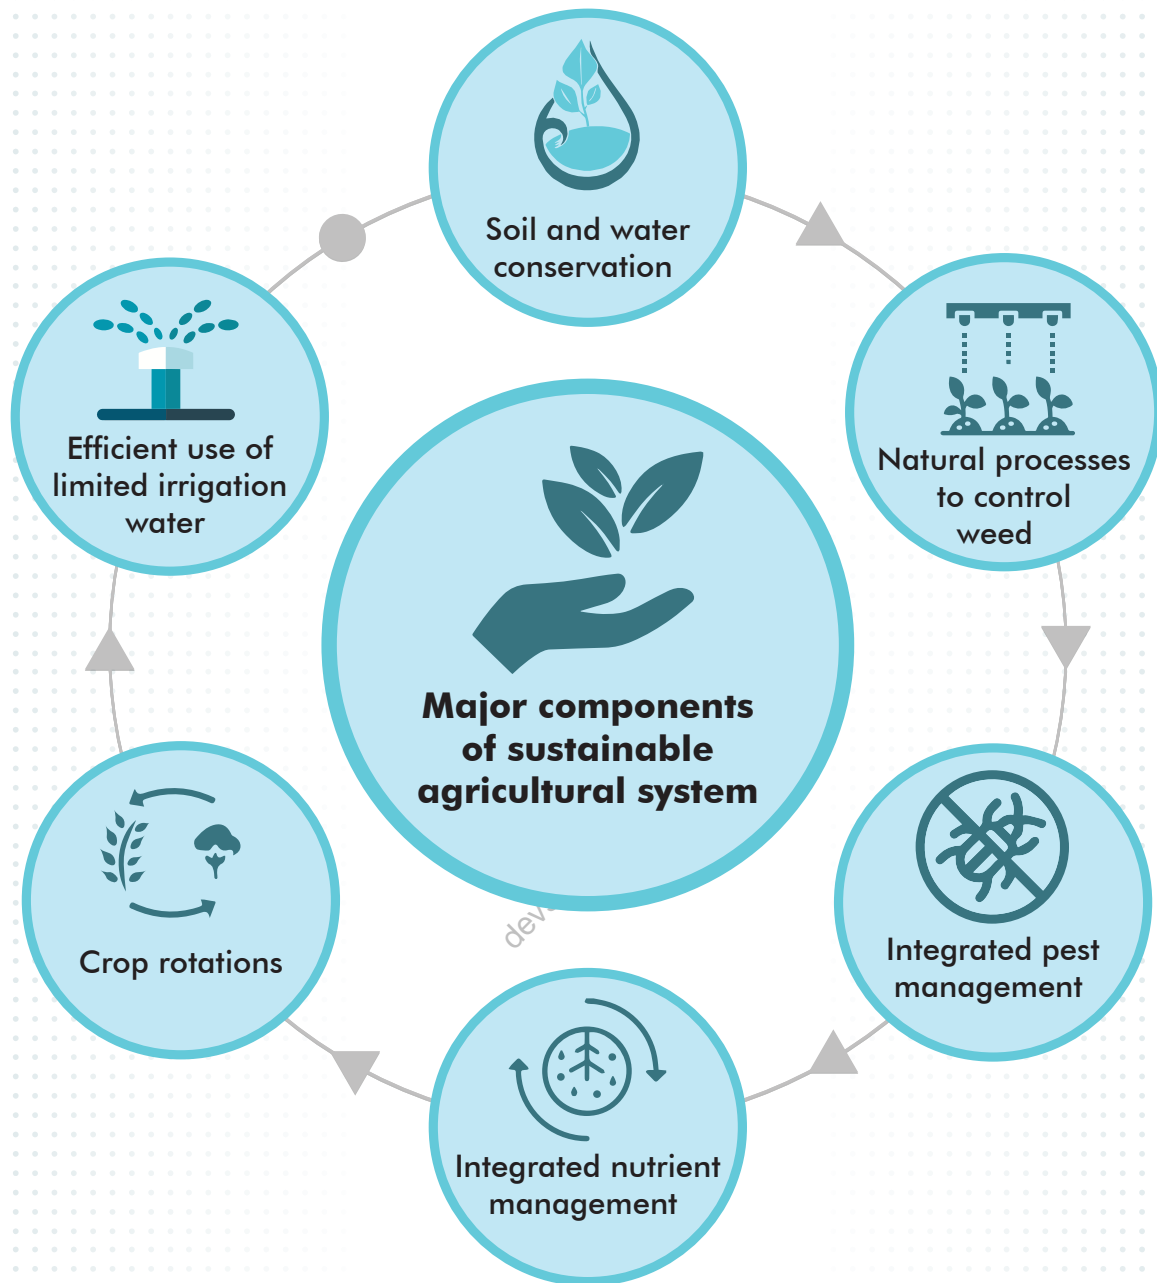 Soil and water
conservation
Natural processes
to control
weed
Integrated pest
management
Integrated nutrient
management
Crop rotations
Efficient use of
limited irrigation
water
Major components
of sustainable
agricultural system